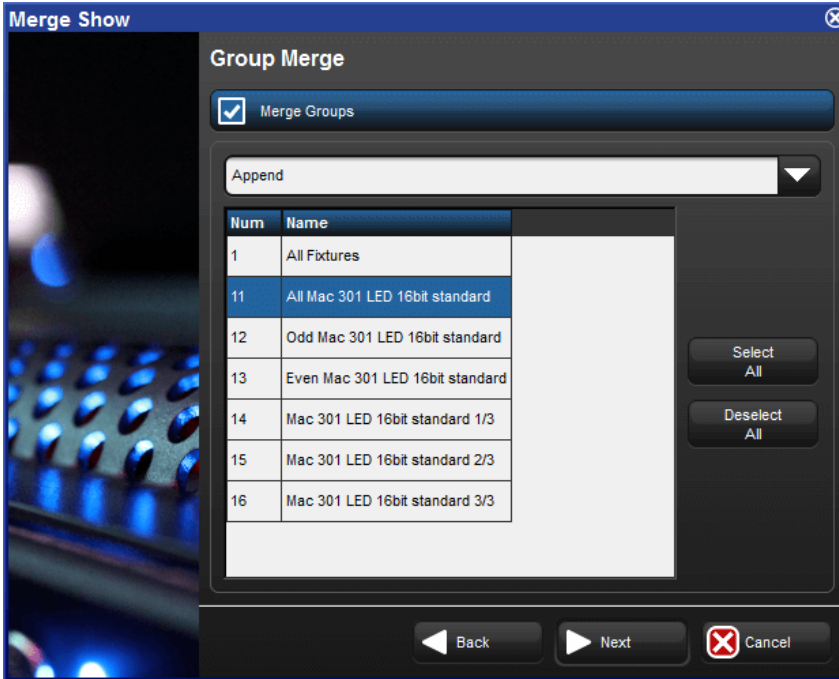 Merge Show
Group Merge
Merge Groups
Append
Num Name
1 All Fixtures
11 All Mac 301 LED 16bit standard
12 Odd Mac 301 LED 16bit standard
13 Even Mac 301 LED 16bit standard
14 Mac 301 LED 16bit standard 1/3
15 Mac 301 LED 16bit standard 2/3
16 Mac 301 LED 16bit standard 3/3
Select
All
Deselect
All
Back
Next
Cancel